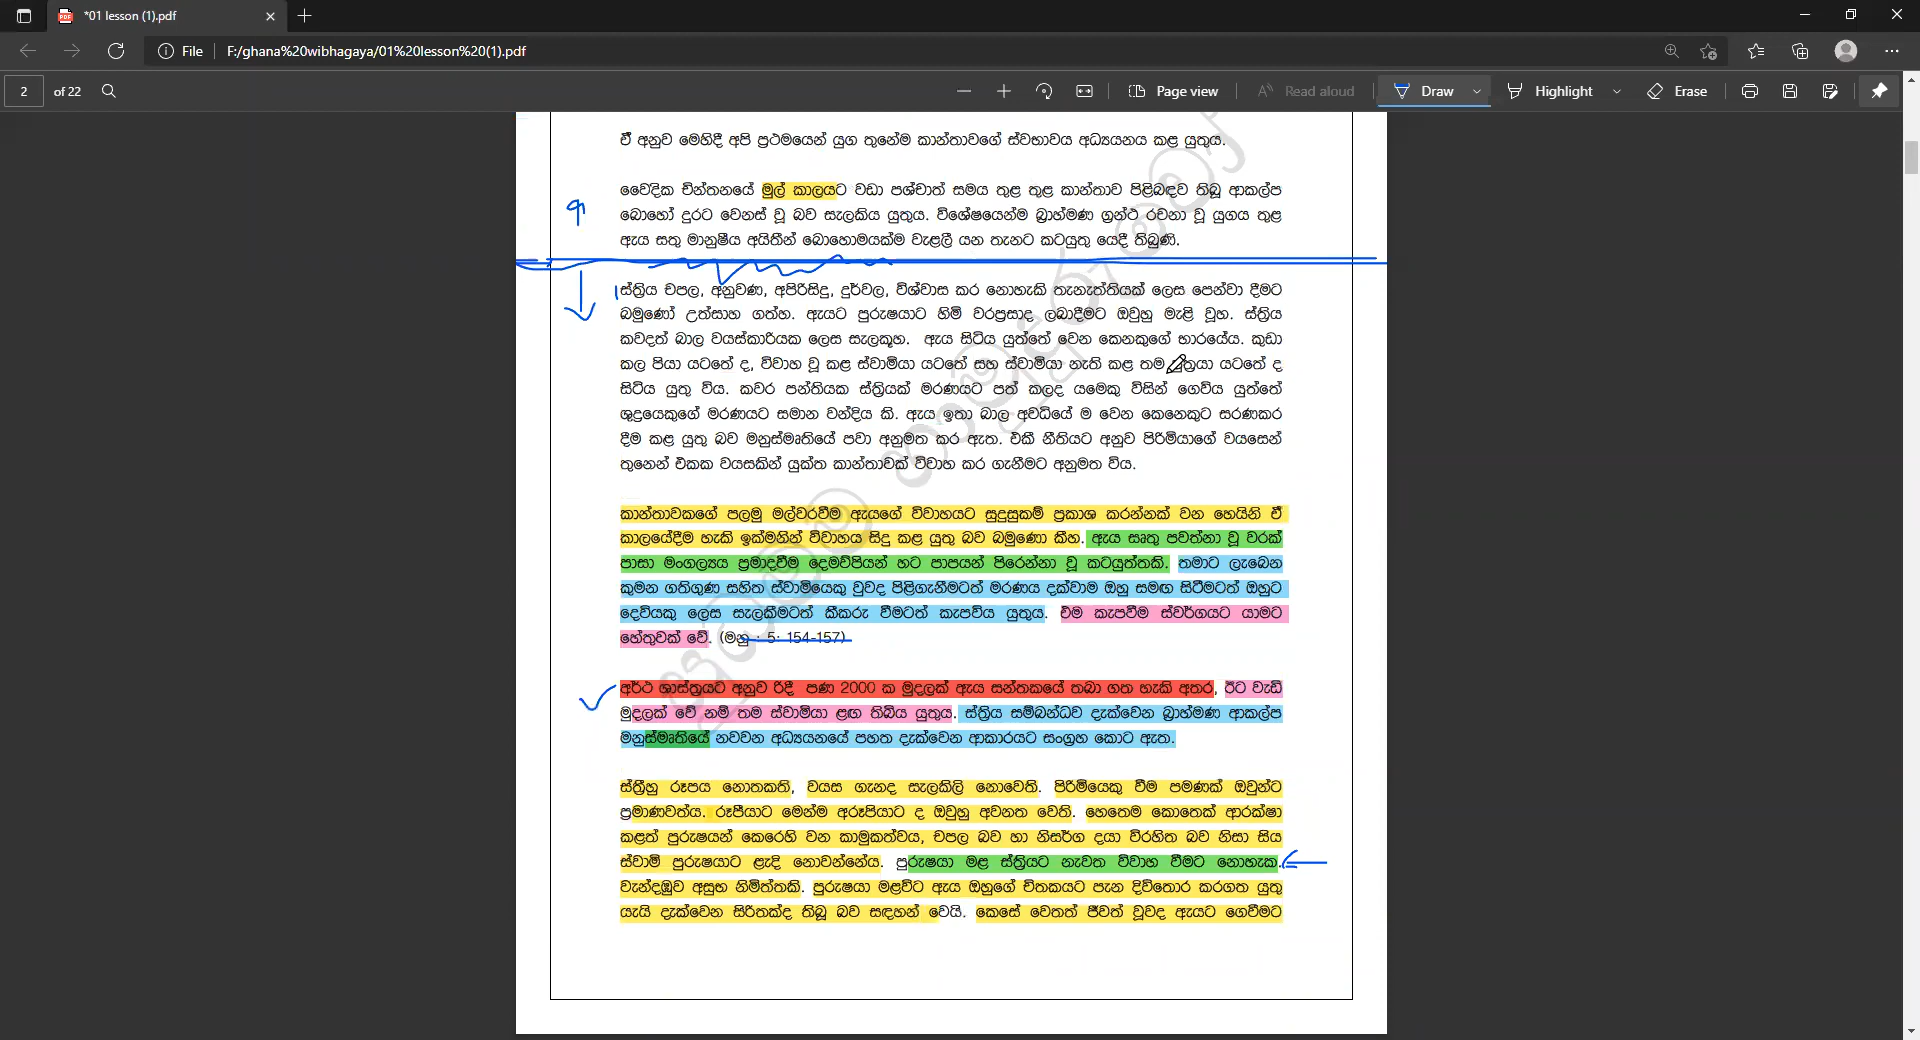 *01 lesson (1).pdf
File F:/ghana%20wibhagaya/01%20lesson%20(1).pdf
2 of 22 Page view Read aloud Draw Highlight Erase
ඒ අනුව මෙහිදී අපි ප්‍රථමයෙන් යුග තුනේම කාන්තාවගේ ස්වභාවය අධ්‍යයනය කළ යුතුය.
වෛදික චින්තනයේ මුල් කාලයට වඩා පශ්චාත් සමය තුළ තුළ කාන්තාව පිළිබඳව තිබූ ආකල්ප
බොහෝ දුරට වෙනස් වූ බව සැලකිය යුතුය. විශේෂයෙන්ම බ්‍රාහ්මණ ග්‍රන්ථ රචනා වූ යුගය තුළ
ඇය සතු මානුෂීය අයිතීන් බොහොමයක්ම වැළලී යන තැනට කටයුතු යෙදී තිබුණි.
ස්ත්‍රිය චපල, අනුවණ, අපිරිසිදු, දුර්වල, විශ්වාස කර නොහැකි තැනැත්තියක් ලෙස පෙන්වා දීමට
බමුණෝ උත්සාහ ගත්හ. ඇයට පුරුෂයාට හිමි වරප්‍රසාද ලබාදීමට ඔවුහු මැළි වූහ. ස්ත්‍රිය
කවදත් බාල වයස්කාරියක ලෙස සැලකූහ. ඇය සිටිය යුත්තේ වෙන කෙනකුගේ භාරයේය. කුඩා
කල පියා යටතේ ද, විවාහ වූ කළ ස්වාමියා යටතේ සහ ස්වාමියා නැති කළ තම පුත්‍රයා යටතේ ද
සිටිය යුතු විය. කවර පන්තියක ස්ත්‍රියක් මරණයට පත් කලද යමෙකු විසින් ගෙවිය යුත්තේ
ශුද්‍රයෙකුගේ මරණයට සමාන වන්දිය කි. ඇය ඉතා බාල අවධියේ ම වෙන කෙනෙකුට සරණකර
දීම කළ යුතු බව මනුස්මෘතියේ පවා අනුමත කර ඇත. එකී නීතියට අනුව පිරිමියාගේ වයසෙන්
තුනෙන් එකක වයසකින් යුක්ත කාන්තාවක් විවාහ කර ගැනීමට අනුමත විය.
කාන්තාවකගේ පලමු මල්වරවීම ඇයගේ විවාහයට සුදුසුකම් ප්‍රකාශ කරන්නක් වන හෙයිනි ඒ
කාලයේදීම හැකි ඉක්මනින් විවාහය සිදු කළ යුතු බව බමුණො කීහ. ඇය සෘතු පවත්නා වූ වරක්
පාසා මංගල්‍යය ප්‍රමාදවීම දෙමව්පියන් හට පාපයන් පිරෙන්නා වූ කටයුත්තකි. තමාට ලැබෙන
කුමන ගතිගුණ සහිත ස්වාමියෙකු වුවද පිළිගැනීමටත් මරණය දක්වාම ඔහු සමඟ සිටීමටත් ඔහුට
දෙවියකු ලෙස සැලකීමටත් කීකරු වීමටත් කැපවිය යුතුය. එම කැපවීම ස්වර්ගයට යාමට
හේතුවක් වේ. (මනු : 5: 154-157)
අර්ථ ශාස්ත්‍රයට අනුව රිදී පණ 2000 ක මුදලක් ඇය සන්තකයේ තබා ගත හැකි අතර, ඊට වැඩි
මුදලක් වේ නම් තම ස්වාමියා ළඟ තිබිය යුතුය. ස්ත්‍රිය සම්බන්ධව දැක්වෙන බ්‍රාහ්මණ ආකල්ප
මනුස්මෘතියේ නවවන අධ්‍යයනයේ පහත දැක්වෙන ආකාරයට සංග්‍රහ කොට ඇත.
ස්ත්‍රීහු රූපය නොතකති, වයස ගැනද සැලකිලි නොවෙති. පිරිමියෙකු වීම පමණක් ඔවුන්ට
ප්‍රමාණවත්ය. රූපියාට මෙන්ම අරූපියාට ද ඔවුහු අවනත වෙති. හෙතෙම කොතෙක් ආරක්ෂා
කළත් පුරුෂයන් කෙරෙහි වන කාමුකත්වය, චපල බව හා නිසර්ග දයා විරහිත බව නිසා සිය
ස්වාමි පුරුෂයාට ළැදි නොවන්නේය. පුරුෂයා මළ ස්ත්‍රියට නැවත විවාහ වීමට නොහැක.
වැන්දඹුව අසුභ නිමිත්තකි. පුරුෂයා මළවිට ඇය ඔහුගේ චිතකයට පැන දිවිතොර කරගත යුතු
යැයි දැක්වෙන සිරිතක්ද තිබූ බව සඳහන් වෙයි. කෙසේ වෙතත් ජීවත් වූවද ඇයට ගෙවීමට